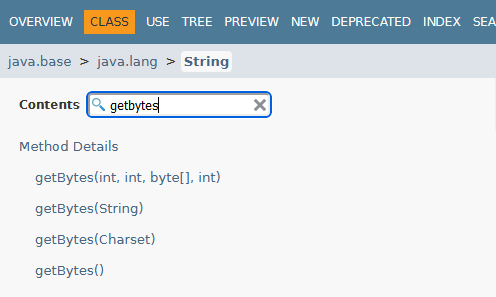 OVERVIEW CLASS USE TREE PREVIEW NEW DEPRECATED INDEX SEA
java.base > java.lang > String
Contents getbytes
Method Details
getBytes(int, int, byte[], int)
getBytes(String)
getBytes(Charset)
getBytes()